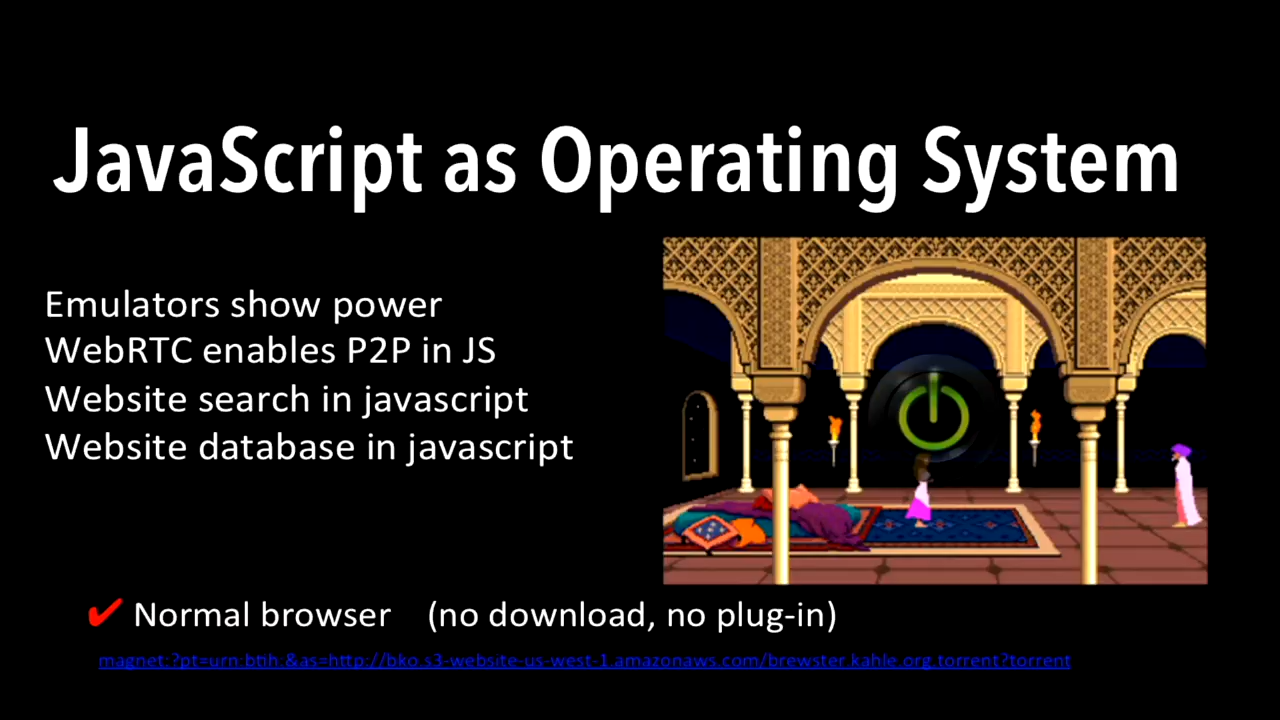 JavaScript as Operating System
Emulators show power
WebRTC enables P2P in JS
Website search in javascript
Website database in javascript
✔ Normal browser (no download, no plug-in)
magnet:?pt=urn:btih:&as=http://bko.s3-website-us-west-1.amazonaws.com/brewster.kahle.org.torrent?torrent